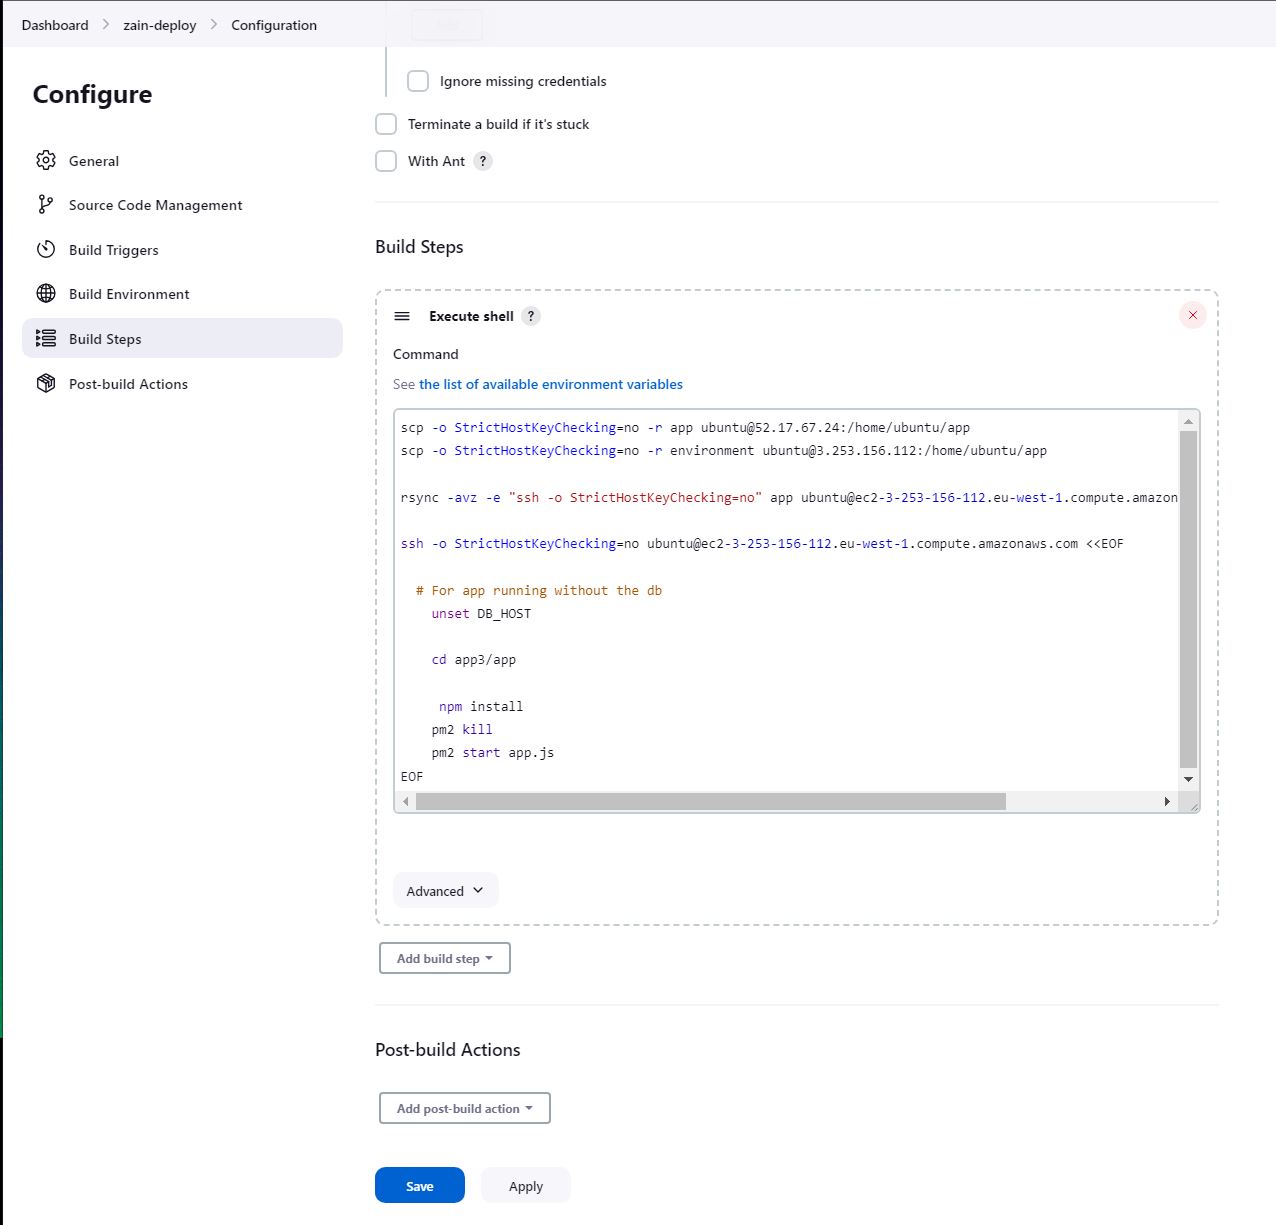 Dashboard > zain-deploy > Configuration
Configure
General
Source Code Management
Build Triggers
Build Environment
Build Steps
Post-build Actions
Ignore missing credentials
Terminate a build if it's stuck
With Ant ?
Build Steps
Execute shell ?
Command
See the list of available environment variables
scp -o StrictHostKeyChecking=no -r app ubuntu@52.17.67.24:/home/ubuntu/app
scp -o StrictHostKeyChecking=no -r environment ubuntu@3.253.156.112:/home/ubuntu/app
rsync -avz -e "ssh -o StrictHostKeyChecking=no" app ubuntu@ec2-3-253-156-112.eu-west-1.compute.amazon
ssh -o StrictHostKeyChecking=no ubuntu@ec2-3-253-156-112.eu-west-1.compute.amazonaws.com <<EOF
# For app running without the db
unset DB_HOST
cd app3/app
npm install
pm2 kill
pm2 start app.js
EOF
Advanced
Add build step
Post-build Actions
Add post-build action
Save
Apply